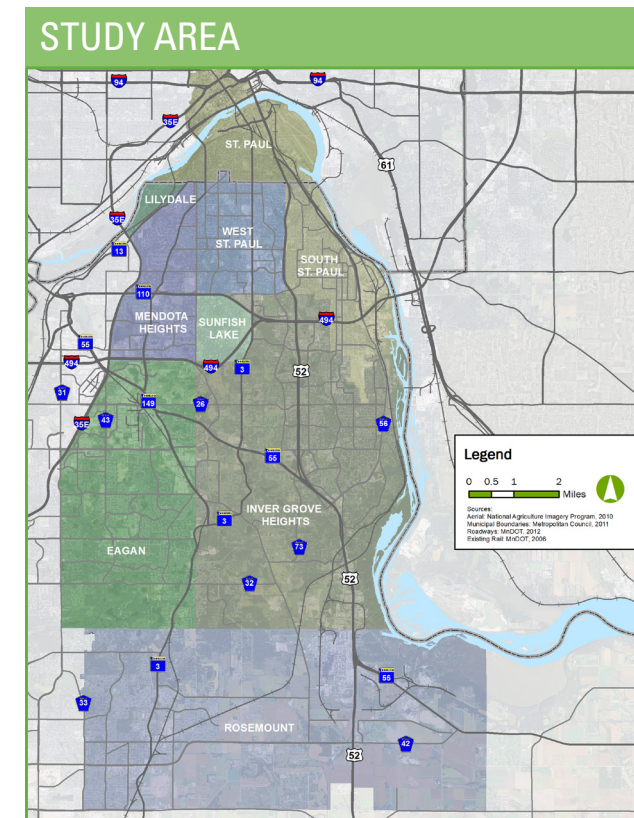 STUDY AREA
94
94
35E
ST. PAUL
61
LILYDALE
35E
WEST
ST. PAUL
13
SOUTH
ST. PAUL
110
MENDOTA
HEIGHTS
SUNFISH
LAKE
494
55
494
494
3
52
31
149
26
43
35E
56
55
Legend
0 0.5 1 2
Miles
Sources:
Aerial: National Agriculture Imagery Program, 2010
Municipal Boundaries: Metropolitan Council, 2011
Roadways: MnDOT, 2012
Existing Rail: MnDOT, 2006
INVER GROVE
HEIGHTS
3
73
EAGAN
52
32
3
55
33
ROSEMOUNT
42
52